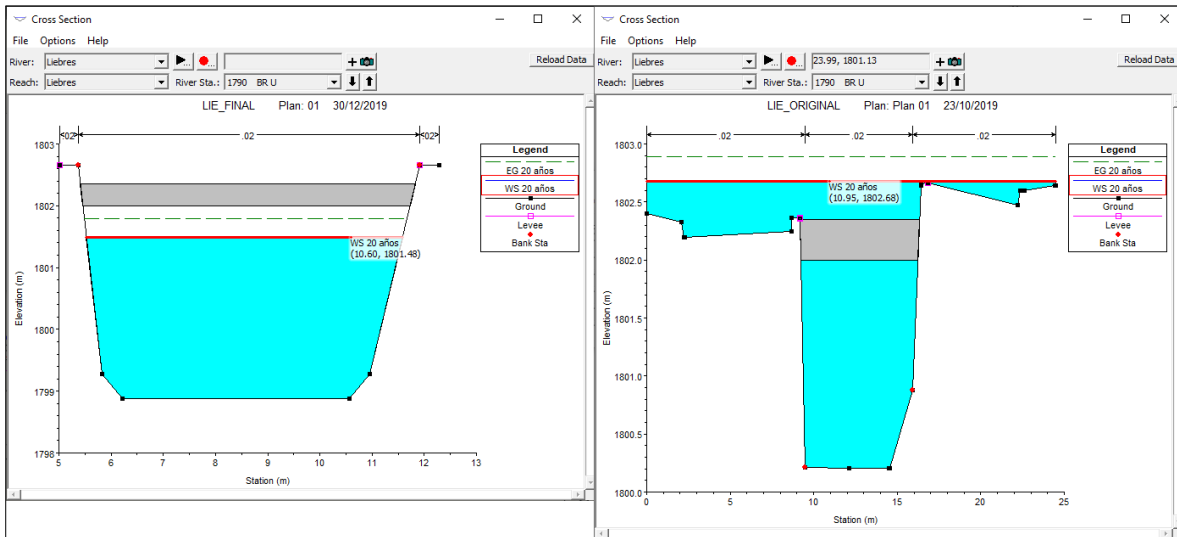 Cross Section
File Options Help
River: Liebres
Reload Data
Reach: Liebres River Sta.: 1790 BR U
LIE_FINAL Plan: 01 30/12/2019
.02 .02 .02
1803
1802
1801
1800
1799
1798
Elevation (m)
WS 20 años
(10.60, 1801.48)
5 6 7 8 9 10 11 12 13
Station (m)
Legend
EG 20 años
WS 20 años
Ground
Levee
Bank Sta
Cross Section
File Options Help
River: Liebres 23.99, 1801.13
Reload Data
Reach: Liebres River Sta.: 1790 BR U
LIE_ORIGINAL Plan: Plan 01 23/10/2019
.02 .02 .02
1803.0
1802.5
1802.0
1801.5
1801.0
1800.5
1800.0
Elevation (m)
WS 20 años
(10.95, 1802.68)
0 5 10 15 20 25
Station (m)
Legend
EG 20 años
WS 20 años
Ground
Levee
Bank Sta